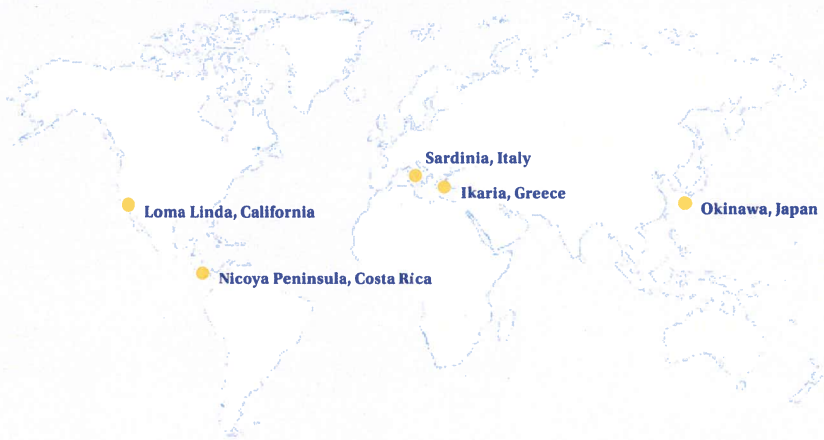 Sardinia, Italy
Ikaria, Greece
Okinawa, Japan
Loma Linda, California
Nicoya Peninsula, Costa Rica